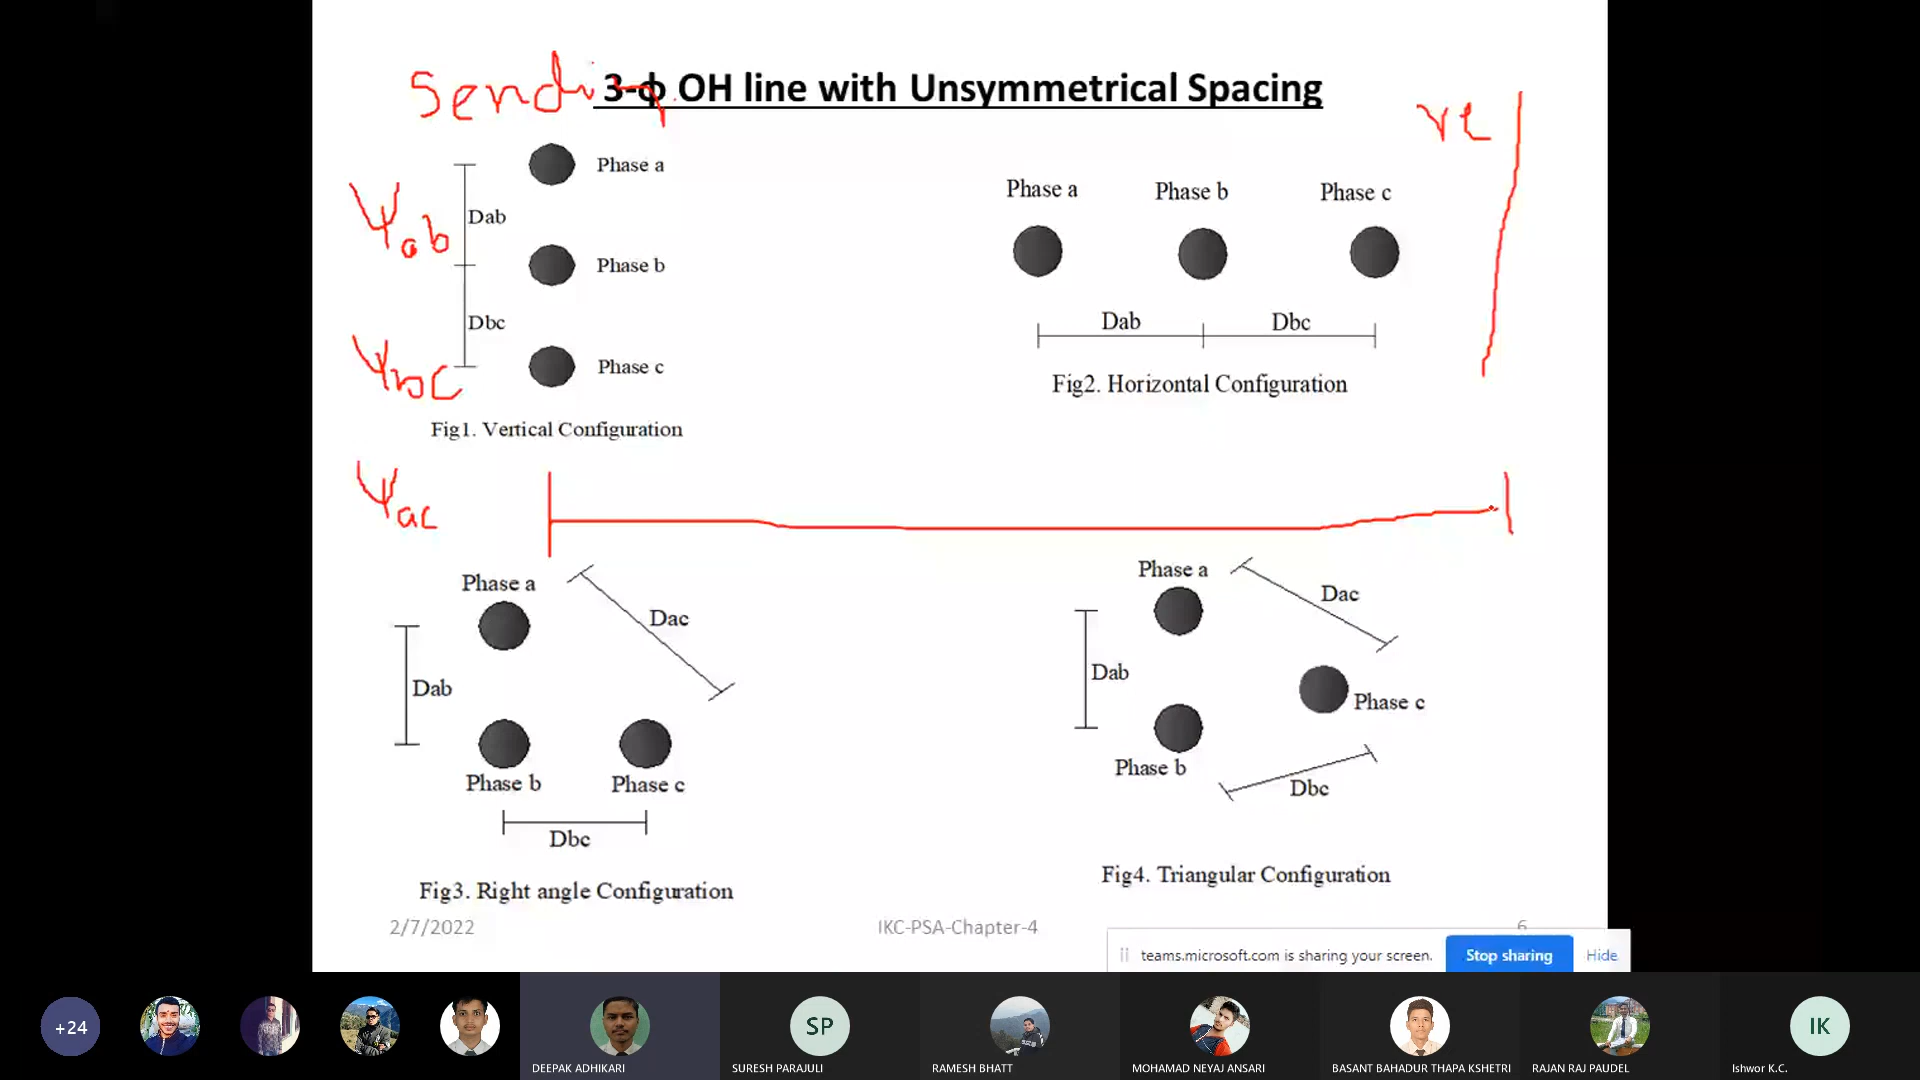 Sendin
3-ф OH line with Unsymmetrical Spacing
re
Phase a
Ψab
Dab
Phase b
Dbc
Ψbc
Phase c
Fig1. Vertical Configuration
Phase a Phase b Phase c
Dab Dbc
Fig2. Horizontal Configuration
Ψac
Phase a
Dac
Dab
Phase b Phase c
Dbc
Fig3. Right angle Configuration
Phase a
Dac
Dab
Phase c
Phase b
Dbc
Fig4. Triangular Configuration
2/7/2022 IKC-PSA-Chapter-4 6
teams.microsoft.com is sharing your screen. Stop sharing Hide
+24 SP IK
DEEPAK ADHIKARI SURESH PARAJULI RAMESH BHATT MOHAMAD NEYAJ ANSARI BASANT BAHADUR THAPA KSHETRI RAJAN RAJ PAUDEL Ishwor K.C.